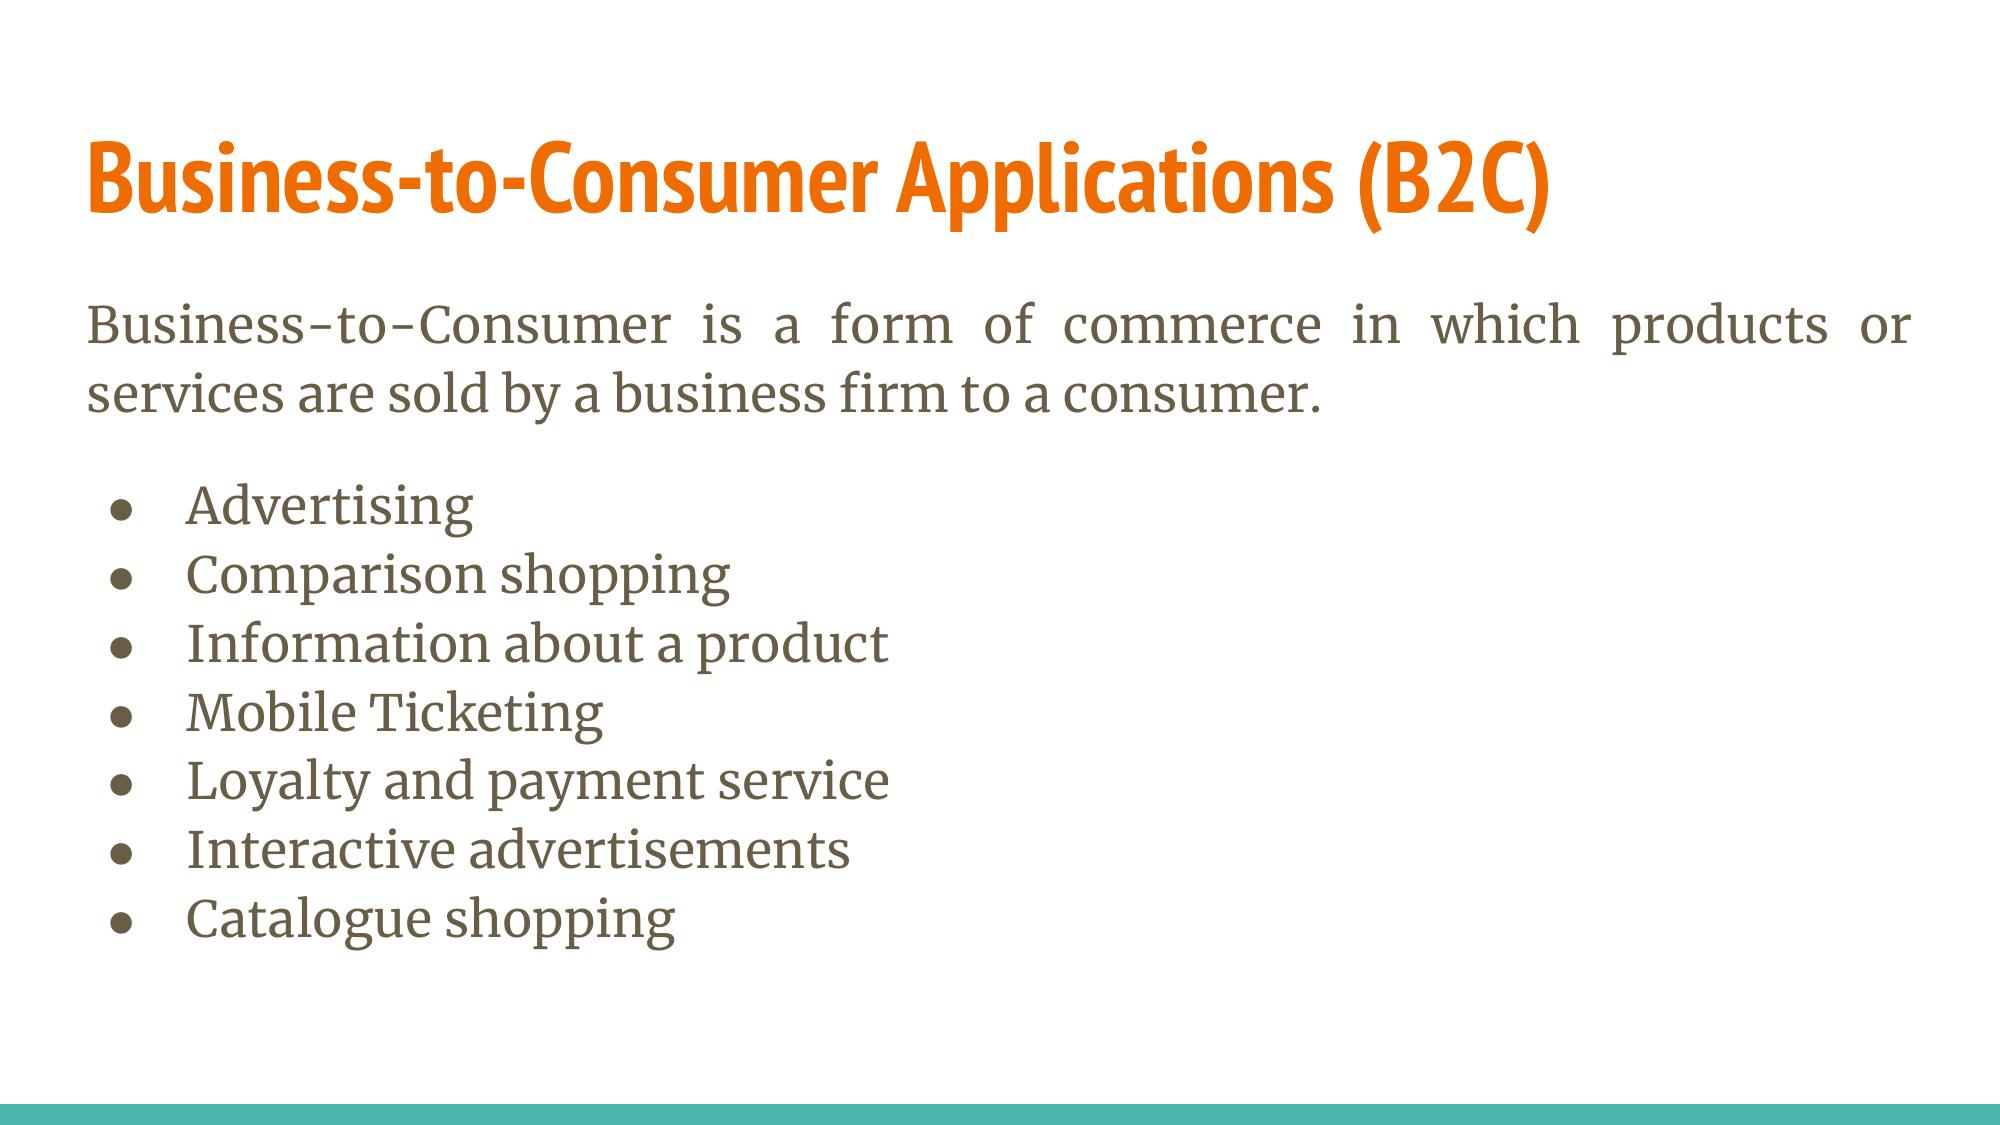 Business-to-Consumer Applications (B2C)
Business-to-Consumer is a form of commerce in which products or
services are sold by a business firm to a consumer.
● Advertising
● Comparison shopping
● Information about a product
● Mobile Ticketing
● Loyalty and payment service
● Interactive advertisements
● Catalogue shopping